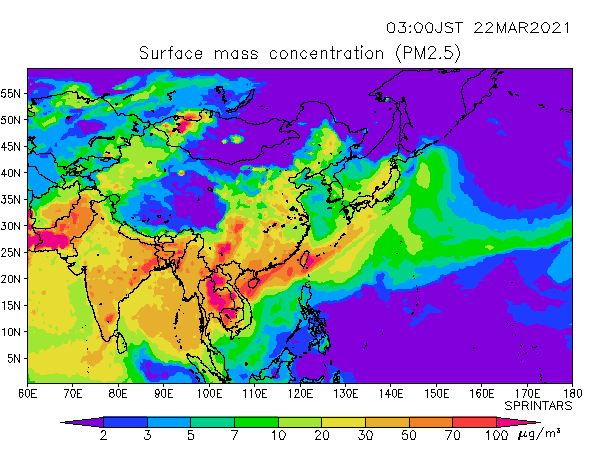 03:00JST 22MAR2021
Surface mass concentration (PM2.5)
55N
50N
45N
40N
35N
30N
25N
20N
15N
10N
5N
60E 70E 80E 90E 100E 110E 120E 130E 140E 150E 160E 170E 180
SPRINTARS
2 3 5 7 10 20 30 50 70 100 μg/m³